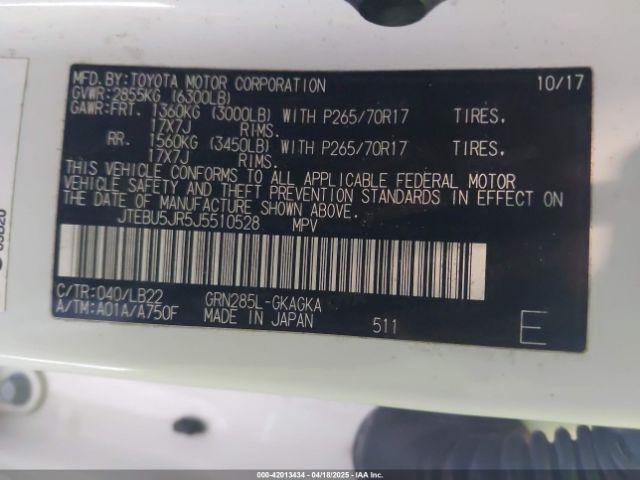 MFD.BY:TOYOTA MOTOR CORPORATION 10/17
GVWR:2855KG (6300LB)
GAWR:FRT. 1360KG (3000LB) WITH P265/70R17 TIRES.
17X7J RIMS.
RR. 1560KG (3450LB) WITH P265/70R17 TIRES.
17X7J RIMS.
THIS VEHICLE CONFORMS TO ALL APPLICABLE FEDERAL MOTOR
VEHICLE SAFETY AND THEFT PREVENTION STANDARDS IN EFFECT ON
THE DATE OF MANUFACTURE SHOWN ABOVE.
JTEBU5JR5J5510528 MPV
C/TR:040/LB22 GRN285L-GKAGKA
A/TM:A01A/A750F MADE IN JAPAN 511 E
000-42013434 - 04/18/2025 - IAA Inc.